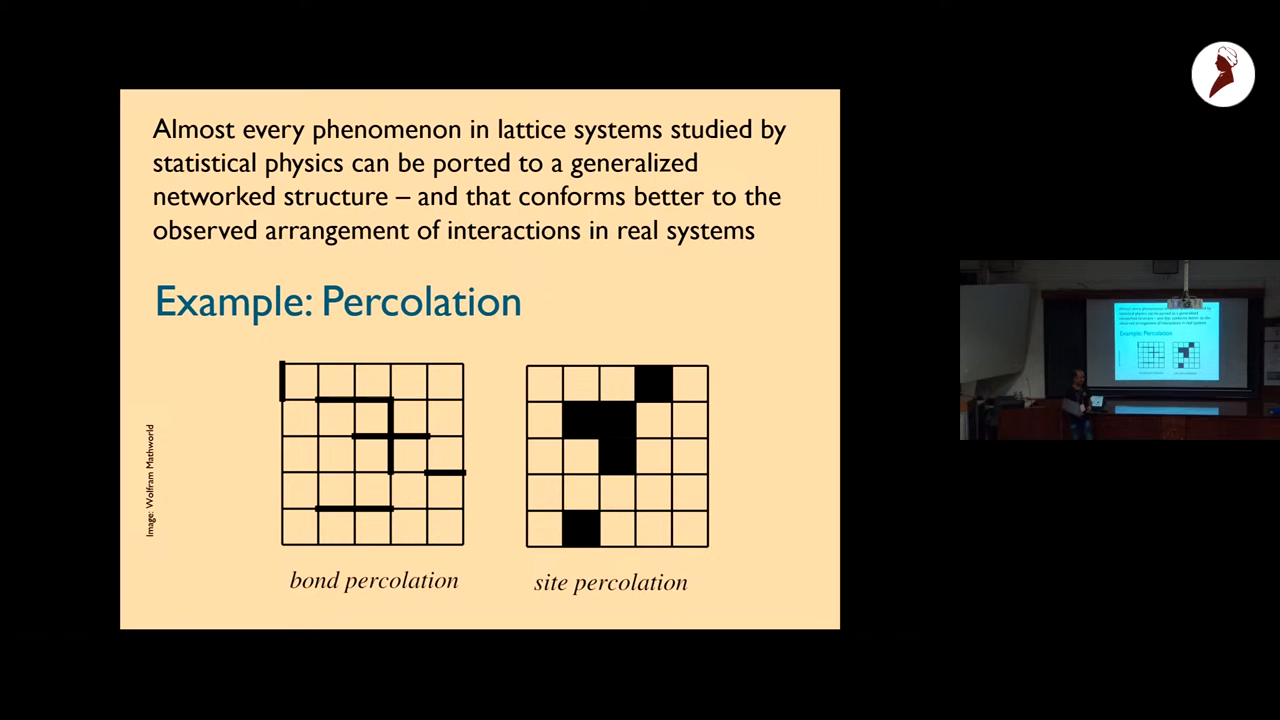 Almost every phenomenon in lattice systems studied by
statistical physics can be ported to a generalized
networked structure – and that conforms better to the
observed arrangement of interactions in real systems
Example: Percolation
Image: Wolfram Mathworld
bond percolation
site percolation